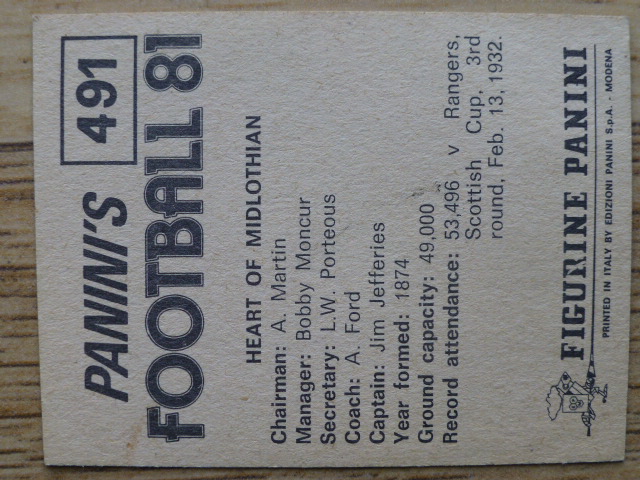 PANINI'S
491
FOOTBALL 81
HEART OF MIDLOTHIAN
Chairman: A. Martin
Manager: Bobby Moncur
Secretary: L.W. Porteous
Coach: A. Ford
Captain: Jim Jefferies
Year formed: 1874
Ground capacity: 49,000
Record attendance: 53,496 v Rangers,
Scottish Cup, 3rd
round, Feb. 13, 1932.
FIGURINE PANINI
PRINTED IN ITALY BY EDIZIONI PANINI S.p.A. - MODENA